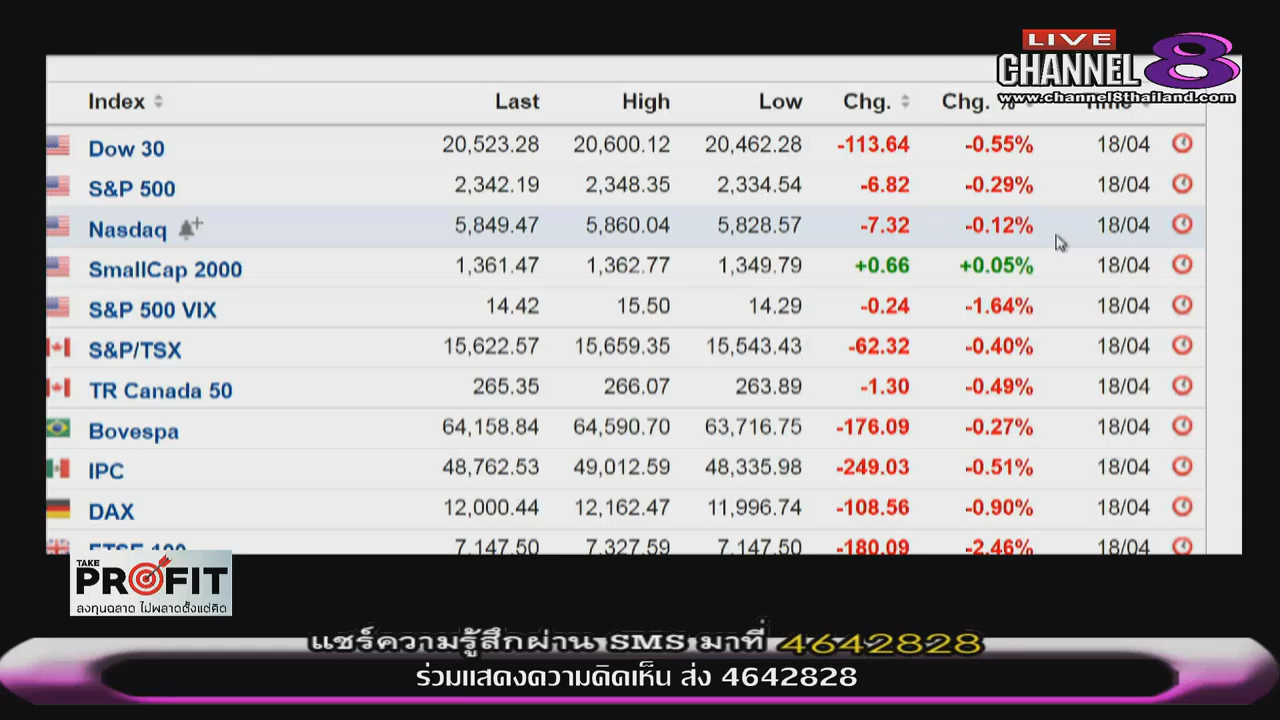 LIVE
CHANNEL 8
www.channel8thailand.com
Index Last High Low Chg. Chg. % Time
Dow 30 20,523.28 20,600.12 20,462.28 -113.64 -0.55% 18/04
S&P 500 2,342.19 2,348.35 2,334.54 -6.82 -0.29% 18/04
Nasdaq 5,849.47 5,860.04 5,828.57 -7.32 -0.12% 18/04
SmallCap 2000 1,361.47 1,362.77 1,349.79 +0.66 +0.05% 18/04
S&P 500 VIX 14.42 15.50 14.29 -0.24 -1.64% 18/04
S&P/TSX 15,622.57 15,659.35 15,543.43 -62.32 -0.40% 18/04
TR Canada 50 265.35 266.07 263.89 -1.30 -0.49% 18/04
Bovespa 64,158.84 64,590.70 63,716.75 -176.09 -0.27% 18/04
IPC 48,762.53 49,012.59 48,335.98 -249.03 -0.51% 18/04
DAX 12,000.44 12,162.47 11,996.74 -108.56 -0.90% 18/04
FTSE 100 7,147.50 7,327.59 7,147.50 -180.09 -2.46% 18/04
TAKE
PROFIT
ลงทุนฉลาด ไม่พลาดตั้งแต่คิด
แชร์ความรู้สึกผ่าน SMS มาที่ 4642828
ร่วมแสดงความคิดเห็น ส่ง 4642828